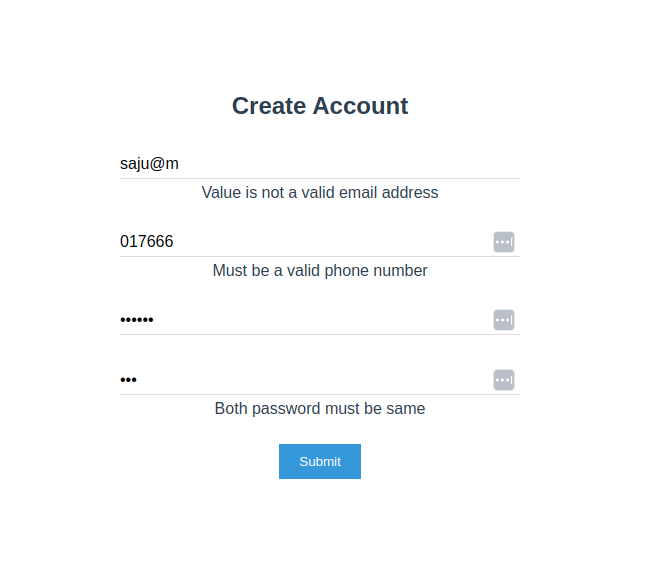 Create Account
saju@m
Value is not a valid email address
017666
Must be a valid phone number
••••••
•••
Both password must be same
Submit